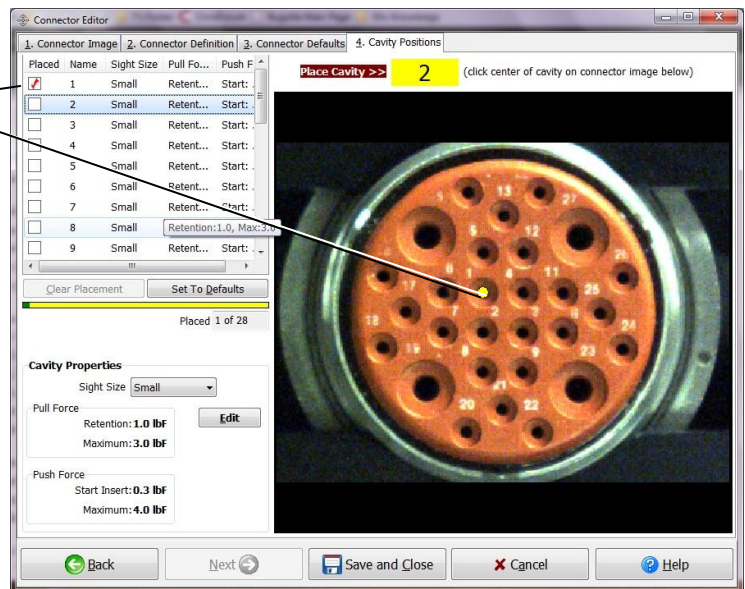 Connector Editor
1. Connector Image 2. Connector Definition 3. Connector Defaults 4. Cavity Positions
Placed Name Sight Size Pull Fo... Push F
1 Small Retent... Start: .
2 Small Retent... Start: .
3 Small Retent... Start: .
4 Small Retent... Start: .
5 Small Retent... Start: .
6 Small Retent... Start: .
7 Small Retent... Start: .
8 Small Retention:1.0, Max:3.0
9 Small Retent... Start: .
Clear Placement Set To Defaults
Placed 1 of 28
Cavity Properties
Sight Size Small
Pull Force
Retention: 1.0 lbF
Maximum: 3.0 lbF
Edit
Push Force
Start Insert: 0.3 lbF
Maximum: 4.0 lbF
Place Cavity >> 2 (click center of cavity on connector image below)
13 27
5 12
26
6 1 4 11
17 25
7 2 3
18 24
19 8 9 23
21
20 22
Back Next Save and Close Cancel Help